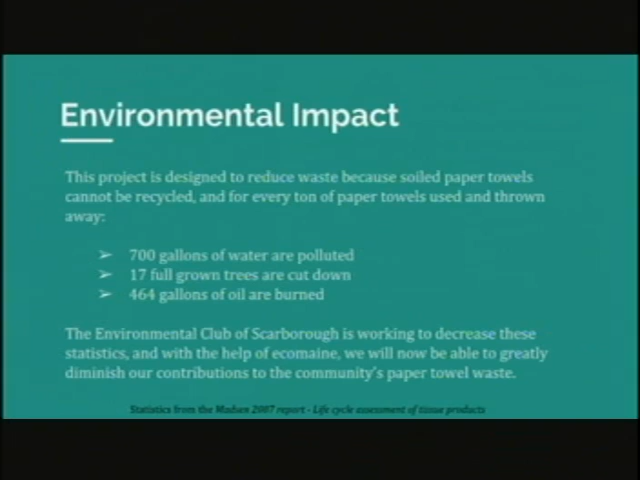 Environmental Impact
This project is designed to reduce waste because soiled paper towels
cannot be recycled, and for every ton of paper towels used and thrown
away:
➢ 700 gallons of water are polluted
➢ 17 full grown trees are cut down
➢ 464 gallons of oil are burned
The Environmental Club of Scarborough is working to decrease these
statistics, and with the help of ecomaine, we will now be able to greatly
diminish our contributions to the community's paper towel waste.
Statistics from the Madsen 2007 report - Life cycle assessment of tissue products